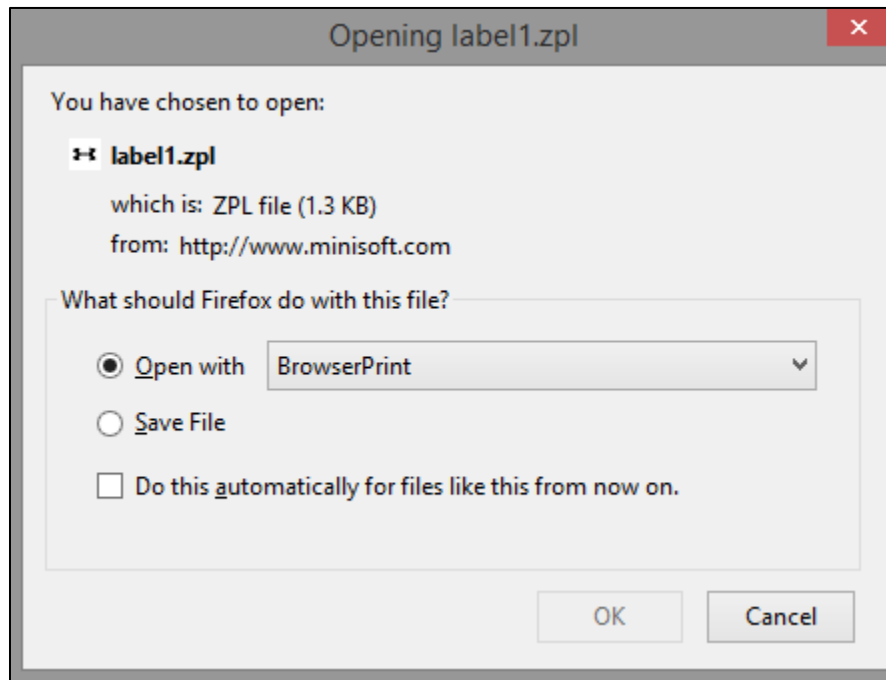 Opening label1.zpl
You have chosen to open:
label1.zpl
which is: ZPL file (1.3 KB)
from: http://www.minisoft.com
What should Firefox do with this file?
Open with BrowserPrint
Save File
Do this automatically for files like this from now on.
OK Cancel